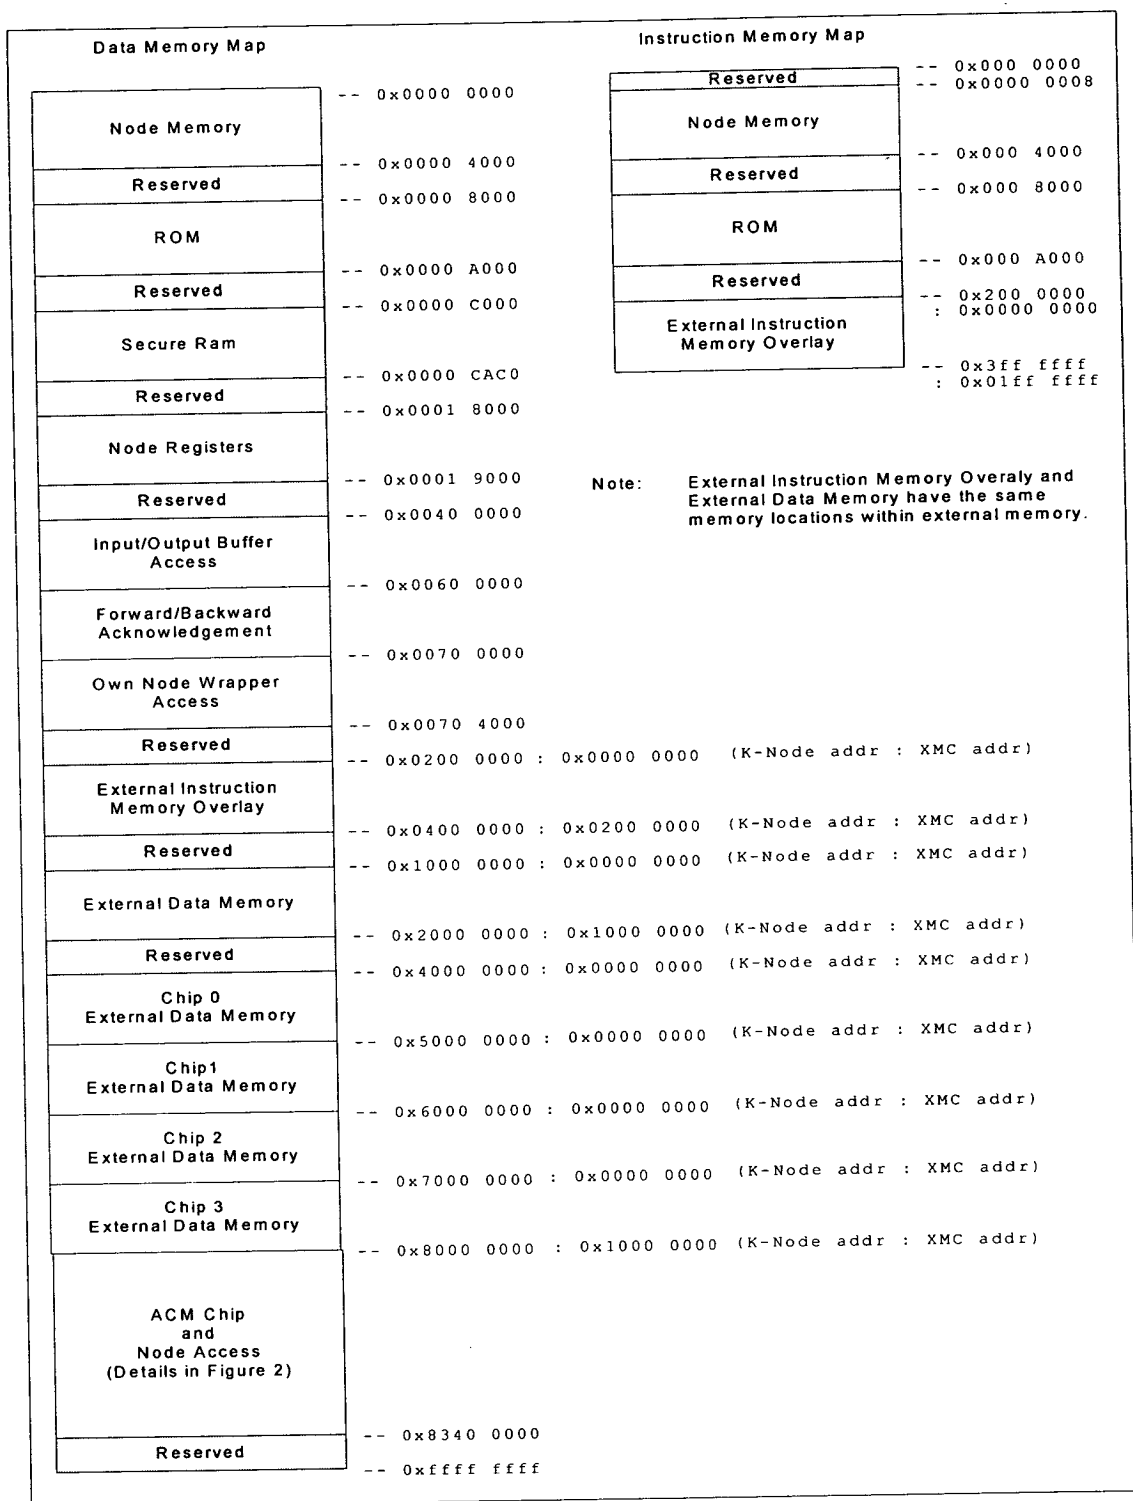 Data Memory Map
-- 0x0000 0000
Node Memory
-- 0x0000 4000
Reserved
-- 0x0000 8000
ROM
-- 0x0000 A000
Reserved
-- 0x0000 C000
Secure Ram
-- 0x0000 CAC0
Reserved
-- 0x0001 8000
Node Registers
-- 0x0001 9000
Reserved
-- 0x0040 0000
Input/Output Buffer
Access
-- 0x0060 0000
Forward/Backward
Acknowledgement
-- 0x0070 0000
Own Node Wrapper
Access
-- 0x0070 4000
Reserved
-- 0x0200 0000 : 0x0000 0000 (K-Node addr : XMC addr)
External Instruction
Memory Overlay
-- 0x0400 0000 : 0x0200 0000 (K-Node addr : XMC addr)
Reserved
-- 0x1000 0000 : 0x0000 0000 (K-Node addr : XMC addr)
External Data Memory
-- 0x2000 0000 : 0x1000 0000 (K-Node addr : XMC addr)
Reserved
-- 0x4000 0000 : 0x0000 0000 (K-Node addr : XMC addr)
Chip 0
External Data Memory
-- 0x5000 0000 : 0x0000 0000 (K-Node addr : XMC addr)
Chip1
External Data Memory
-- 0x6000 0000 : 0x0000 0000 (K-Node addr : XMC addr)
Chip 2
External Data Memory
-- 0x7000 0000 : 0x0000 0000 (K-Node addr : XMC addr)
Chip 3
External Data Memory
-- 0x8000 0000 : 0x1000 0000 (K-Node addr : XMC addr)
ACM Chip
and
Node Access
(Details in Figure 2)
-- 0x8340 0000
Reserved
-- 0xffff ffff
Instruction Memory Map
-- 0x000 0000
Reserved
-- 0x0000 0008
Node Memory
-- 0x000 4000
Reserved
-- 0x000 8000
ROM
-- 0x000 A000
Reserved
-- 0x200 0000
: 0x0000 0000
External Instruction
Memory Overlay
-- 0x3ff ffff
: 0x01ff ffff
Note: External Instruction Memory Overaly and
External Data Memory have the same
memory locations within external memory.